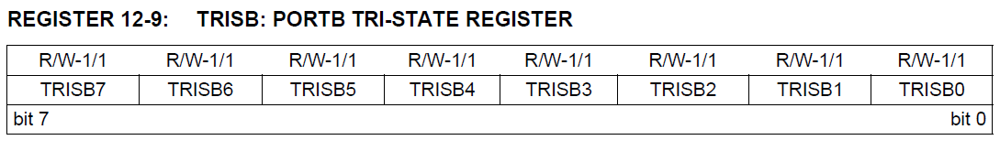 REGISTER 12-9: TRISB: PORTB TRI-STATE REGISTER
R/W-1/1 R/W-1/1 R/W-1/1 R/W-1/1 R/W-1/1 R/W-1/1 R/W-1/1 R/W-1/1
TRISB7 TRISB6 TRISB5 TRISB4 TRISB3 TRISB2 TRISB1 TRISB0
bit 7 bit 0